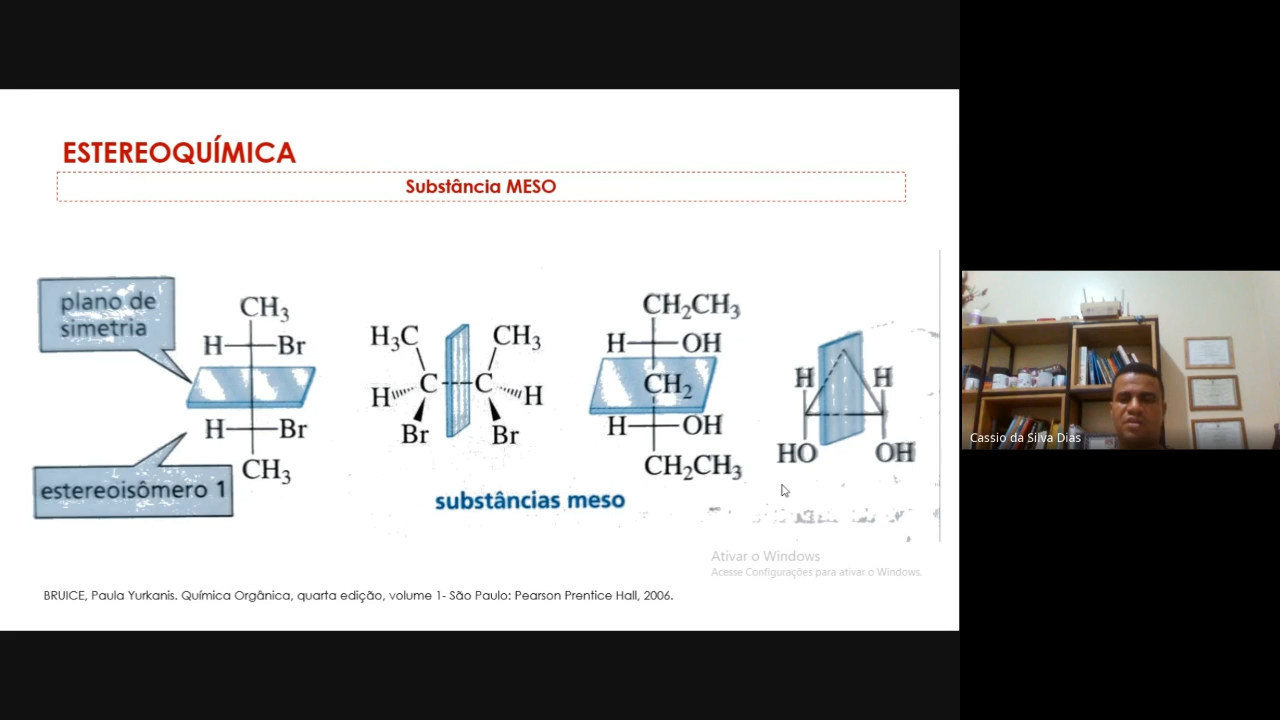 ESTEREOQUÍMICA
Substância MESO
plano de
simetria
CH₃
H Br
H Br
CH₃
estereoisômero 1
H₃C CH₃
C C
H H
Br Br
CH₂CH₃
H OH
CH₂
H OH
CH₂CH₃
H H
HO OH
substâncias meso
Ativar o Windows
Acesse Configurações para ativar o Windows.
BRUICE, Paula Yurkanis. Química Orgânica, quarta edição, volume 1- São Paulo: Pearson Prentice Hall, 2006.
Cassio da Silva Dias